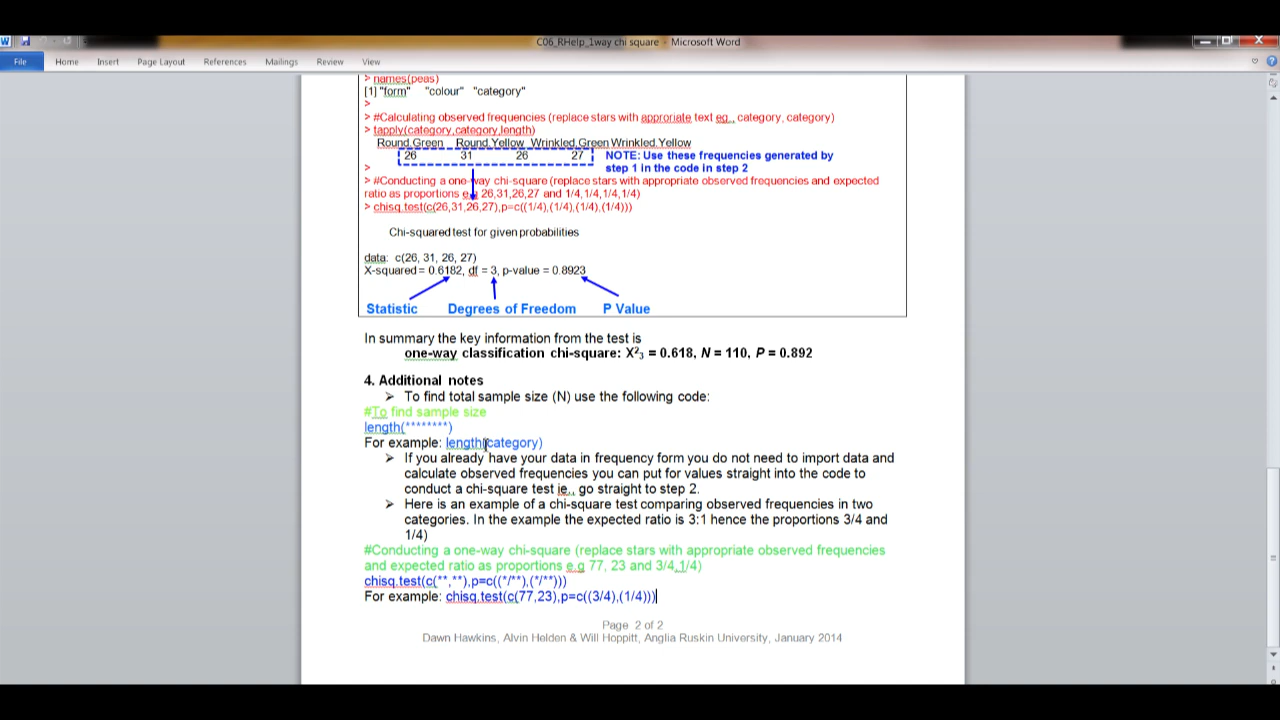 C06_RHelp_1way chi square - Microsoft Word
File Home Insert Page Layout References Mailings Review View
> names(peas)
[1] "form" "colour" "category"
>
> #Calculating observed frequencies (replace stars with approriate text eg., category, category)
> tapply(category,category,length)
Round.Green Round.Yellow Wrinkled.Green Wrinkled.Yellow
26 31 26 27 NOTE: Use these frequencies generated by
> step 1 in the code in step 2
> #Conducting a one-way chi-square (replace stars with appropriate observed frequencies and expected
ratio as proportions e.g 26,31,26,27 and 1/4,1/4,1/4,1/4)
> chisq.test(c(26,31,26,27),p=c((1/4),(1/4),(1/4),(1/4)))
Chi-squared test for given probabilities
data: c(26, 31, 26, 27)
X-squared = 0.6182, df = 3, p-value = 0.8923
Statistic Degrees of Freedom P Value
In summary the key information from the test is
one-way classification chi-square: X²₃ = 0.618, N = 110, P = 0.892
4. Additional notes
➢ To find total sample size (N) use the following code:
#To find sample size
length(********)
For example: length(category)
➢ If you already have your data in frequency form you do not need to import data and
calculate observed frequencies you can put for values straight into the code to
conduct a chi-square test ie., go straight to step 2.
➢ Here is an example of a chi-square test comparing observed frequencies in two
categories. In the example the expected ratio is 3:1 hence the proportions 3/4 and
1/4)
#Conducting a one-way chi-square (replace stars with appropriate observed frequencies
and expected ratio as proportions e.g 77, 23 and 3/4,1/4)
chisq.test(c(**,**),p=c((*/**),(*/**)))
For example: chisq.test(c(77,23),p=c((3/4),(1/4)))
Page 2 of 2
Dawn Hawkins, Alvin Helden & Will Hoppitt, Anglia Ruskin University, January 2014